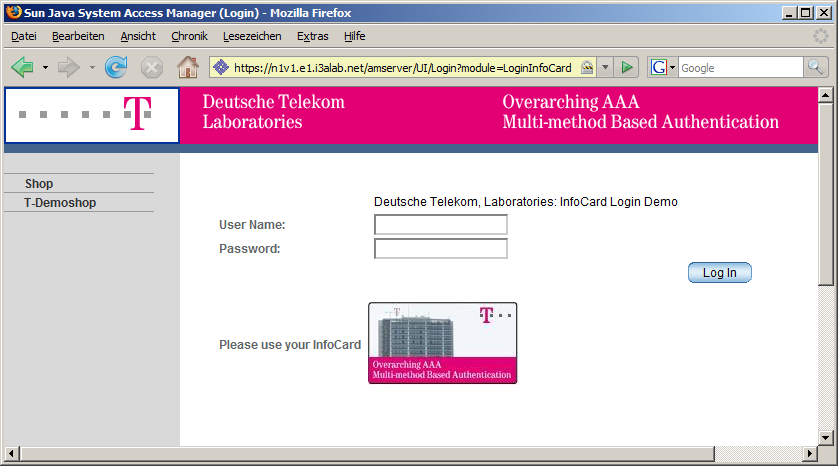 Sun Java System Access Manager (Login) - Mozilla Firefox
Datei Bearbeiten Ansicht Chronik Lesezeichen Extras Hilfe
https://n1v1.e1.i3alab.net/amserver/UI/Login?module=LoginInfoCard
G Google
T
Deutsche Telekom
Laboratories
Overarching AAA
Multi-method Based Authentication
Shop
T-Demoshop
Deutsche Telekom, Laboratories: InfoCard Login Demo
User Name:
Password:
Log In
Please use your InfoCard
T
T
Overarching AAA
Multi-method Based Authentication